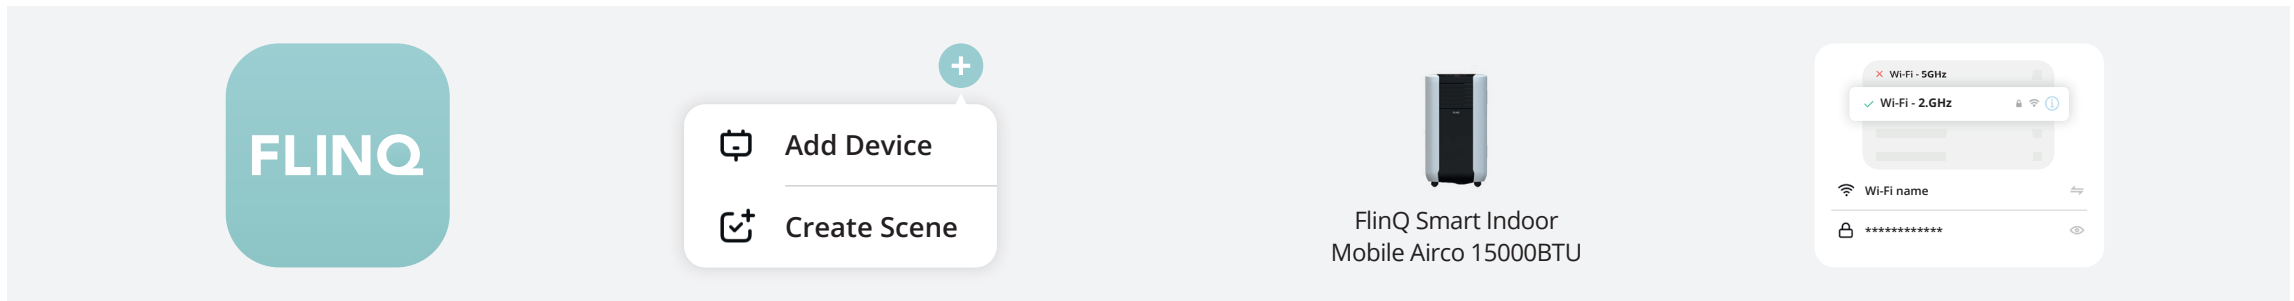 FLINQ
Add Device
Create Scene
FlinQ Smart Indoor
Mobile Airco 15000BTU
Wi-Fi - 5GHz
Wi-Fi - 2.GHz
Wi-Fi name
************